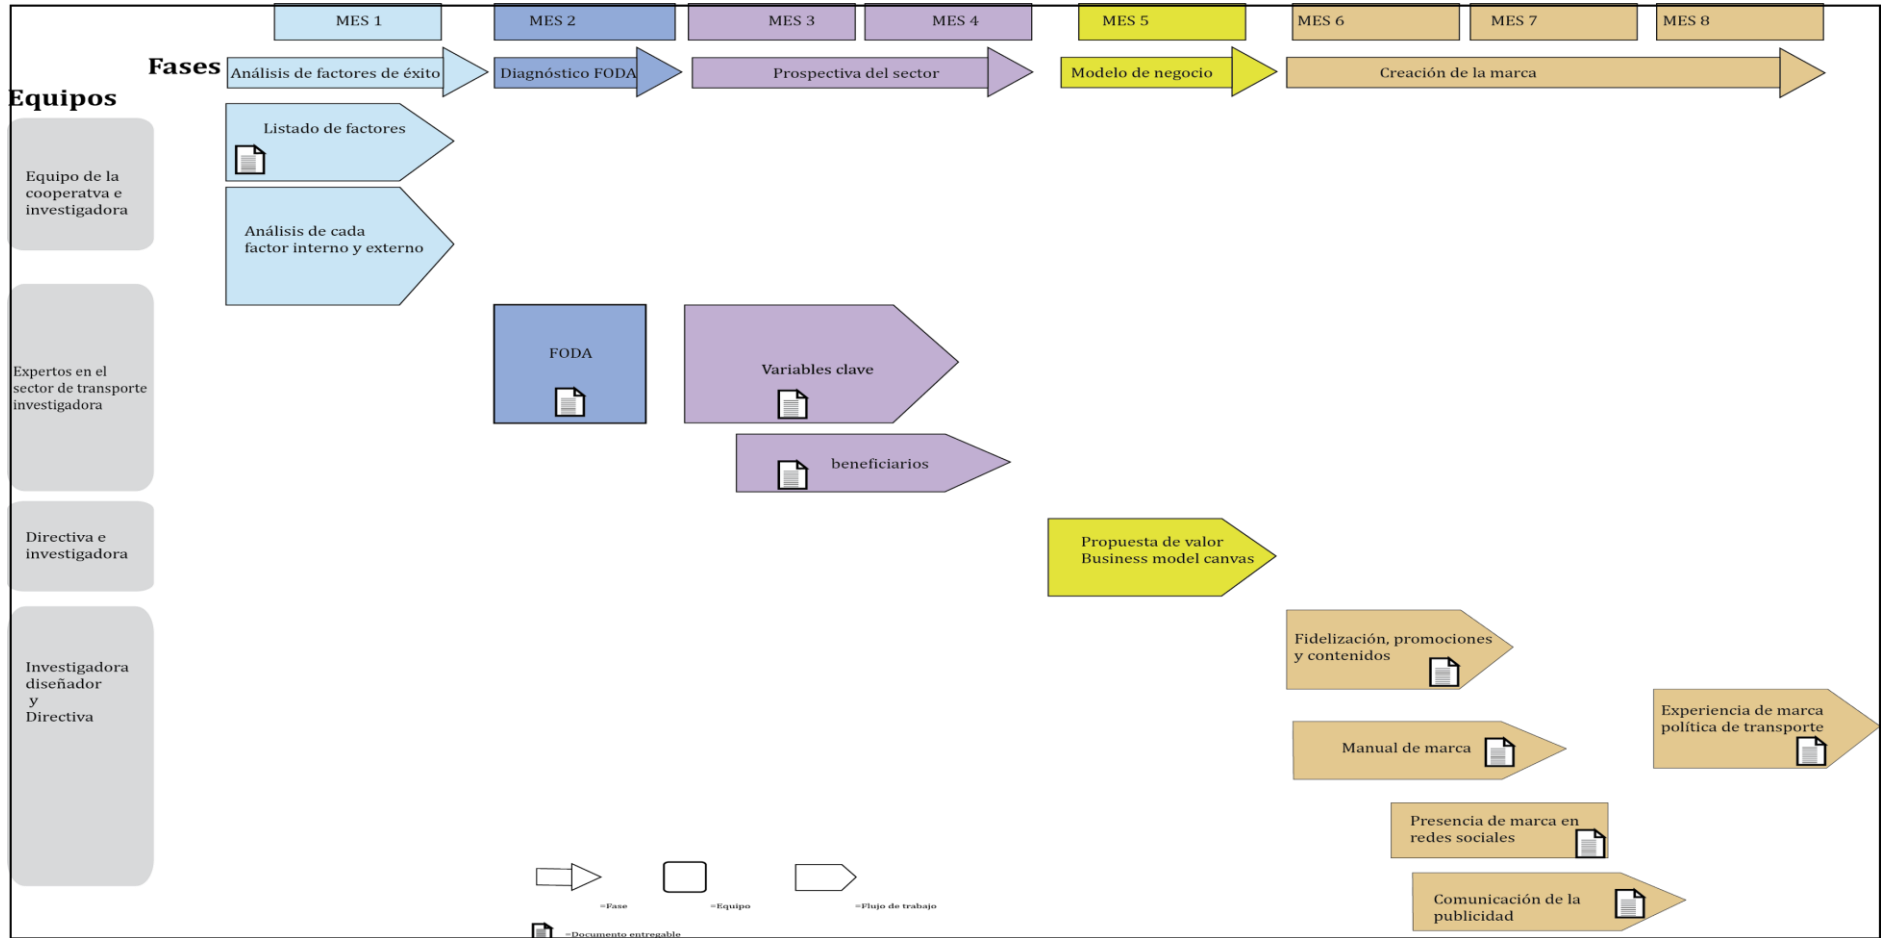 MES 1
MES 2
MES 3
MES 4
MES 5
MES 6
MES 7
MES 8
Fases
Análisis de factores de éxito
Diagnóstico FODA
Prospectiva del sector
Modelo de negocio
Creación de la marca
Equipos
Listado de factores
Equipo de la
cooperatva e
investigadora
Análisis de cada
factor interno y externo
Expertos en el
sector de transporte
investigadora
FODA
Variables clave
beneficiarios
Directiva e
investigadora
Propuesta de valor
Business model canvas
Investigadora
diseñador
y
Directiva
Fidelización, promociones
y contenidos
Experiencia de marca
política de transporte
Manual de marca
Presencia de marca en
redes sociales
Comunicación de la
publicidad
=Fase
=Equipo
=Flujo de trabajo
=Documento entregable